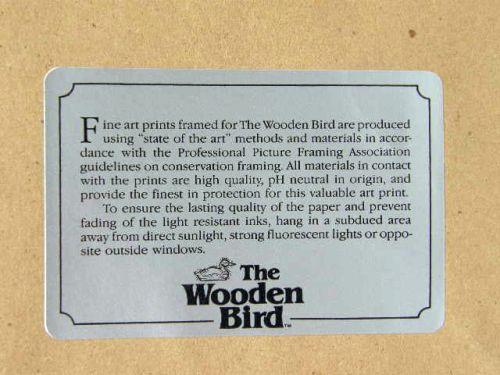 Fine art prints framed for The Wooden Bird are produced
using "state of the art" methods and materials in accor-
dance with the Professional Picture Framing Association
guidelines on conservation framing. All materials in contact
with the prints are high quality, pH neutral in origin, and
provide the finest in protection for this valuable art print.
To ensure the lasting quality of the paper and prevent
fading of the light resistant inks, hang in a subdued area
away from direct sunlight, strong fluorescent lights or oppo-
site outside windows.
The
Wooden
Bird™